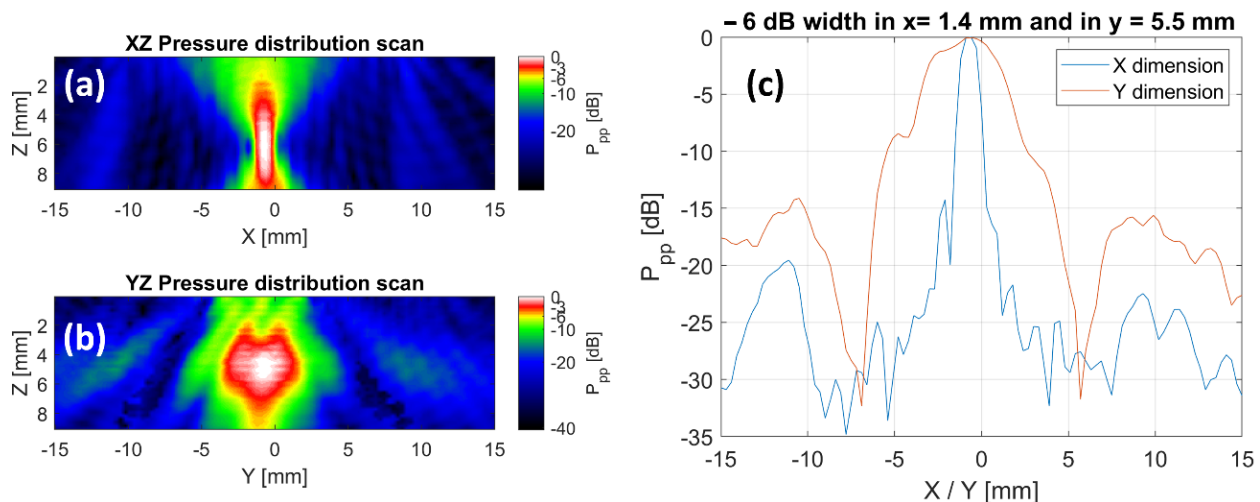 XZ Pressure distribution scan
(a)
Z [mm]
2
4
6
8
-15 -10 -5 0 5 10 15
X [mm]
0
-3
-6
-10
-20
P_pp [dB]
YZ Pressure distribution scan
(b)
Z [mm]
2
4
6
8
-15 -10 -5 0 5 10 15
Y [mm]
0
-3
-6
-10
-20
-40
P_pp [dB]
– 6 dB width in x= 1.4 mm and in y = 5.5 mm
(c)
X dimension
Y dimension
P_pp [dB]
0
-5
-10
-15
-20
-25
-30
-35
-15 -10 -5 0 5 10 15
X / Y [mm]